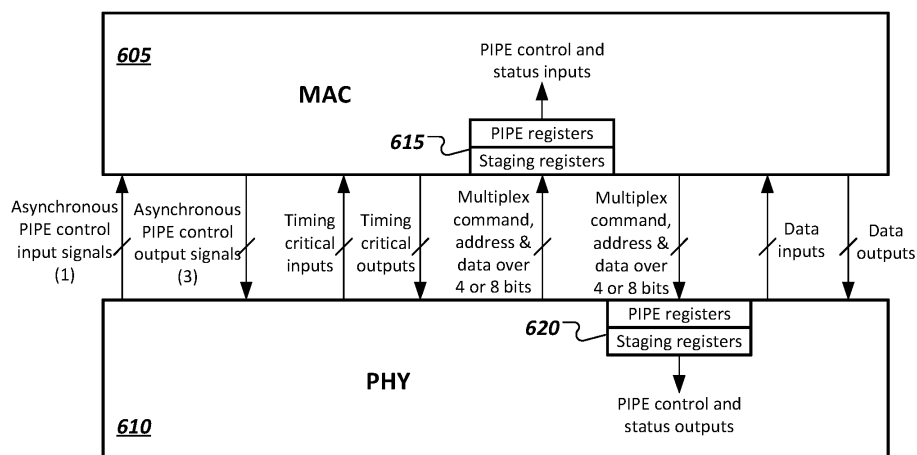 605
MAC
PIPE control and
status inputs
615
PIPE registers
Staging registers
Asynchronous
PIPE control
input signals
(1)
Asynchronous
PIPE control
output signals
(3)
Timing
critical
inputs
Timing
critical
outputs
Multiplex
command,
address &
data over
4 or 8 bits
Multiplex
command,
address &
data over
4 or 8 bits
Data
inputs
Data
outputs
620
PIPE registers
Staging registers
PHY
PIPE control and
status outputs
610